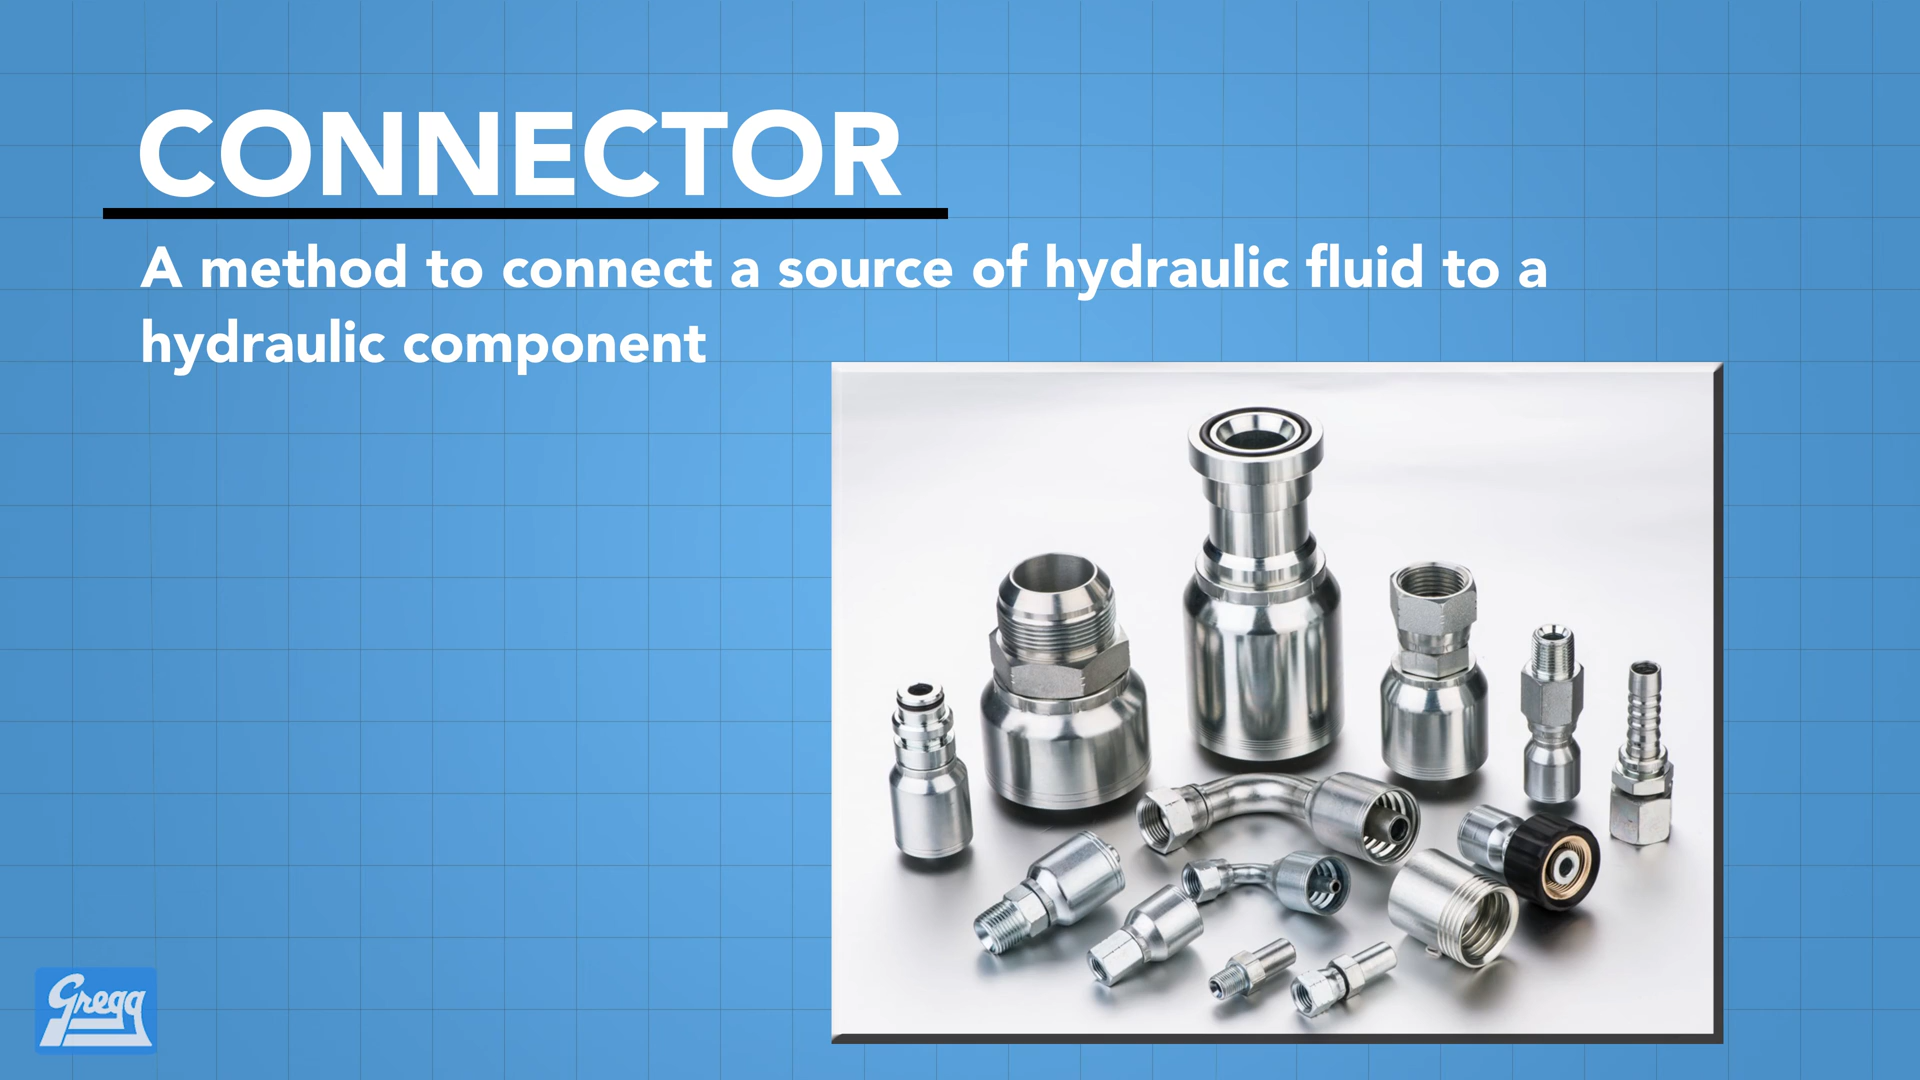 CONNECTOR
A method to connect a source of hydraulic fluid to a
hydraulic component
Gregg